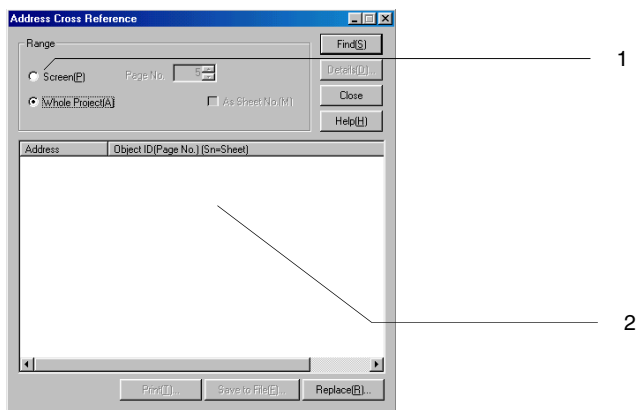 Address Cross Reference
Range
Find(S)
1
Screen(P) Page No. 5
Details(D)...
Whole Project(A) As Sheet No.(M)
Close
Help(H)
Address Object ID(Page No.) (Sn=Sheet)
2
Print(T)... Save to File(F)... Replace(R)...